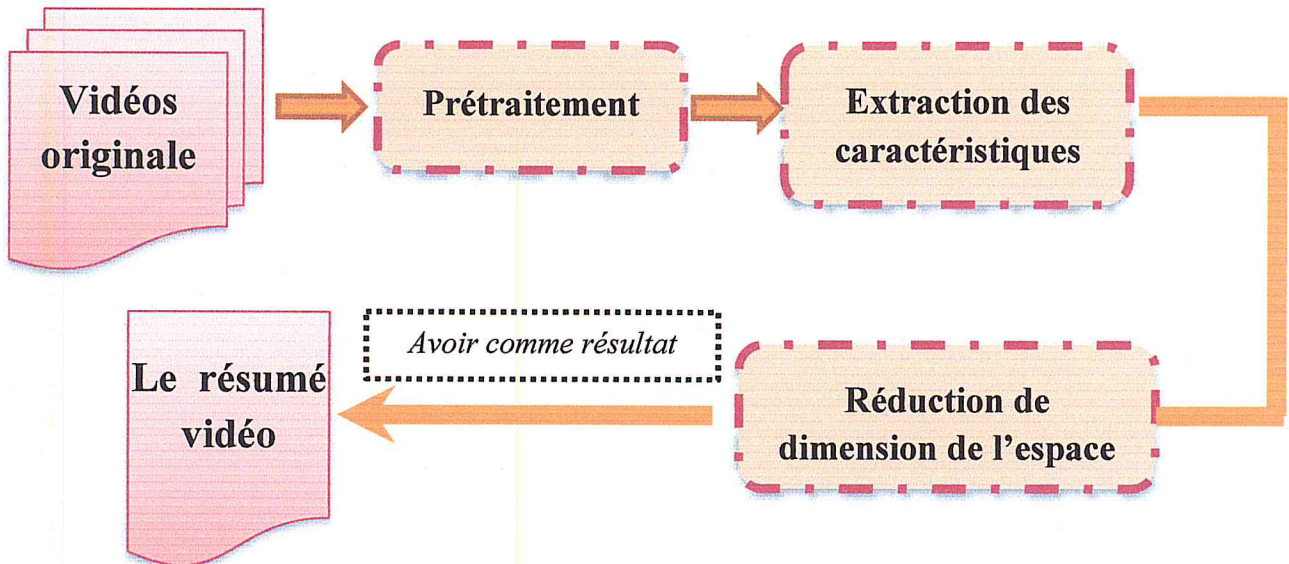 Vidéos
originale
Prétraitement
Extraction des
caractéristiques
Avoir comme résultat
Le résumé
vidéo
Réduction de
dimension de l'espace